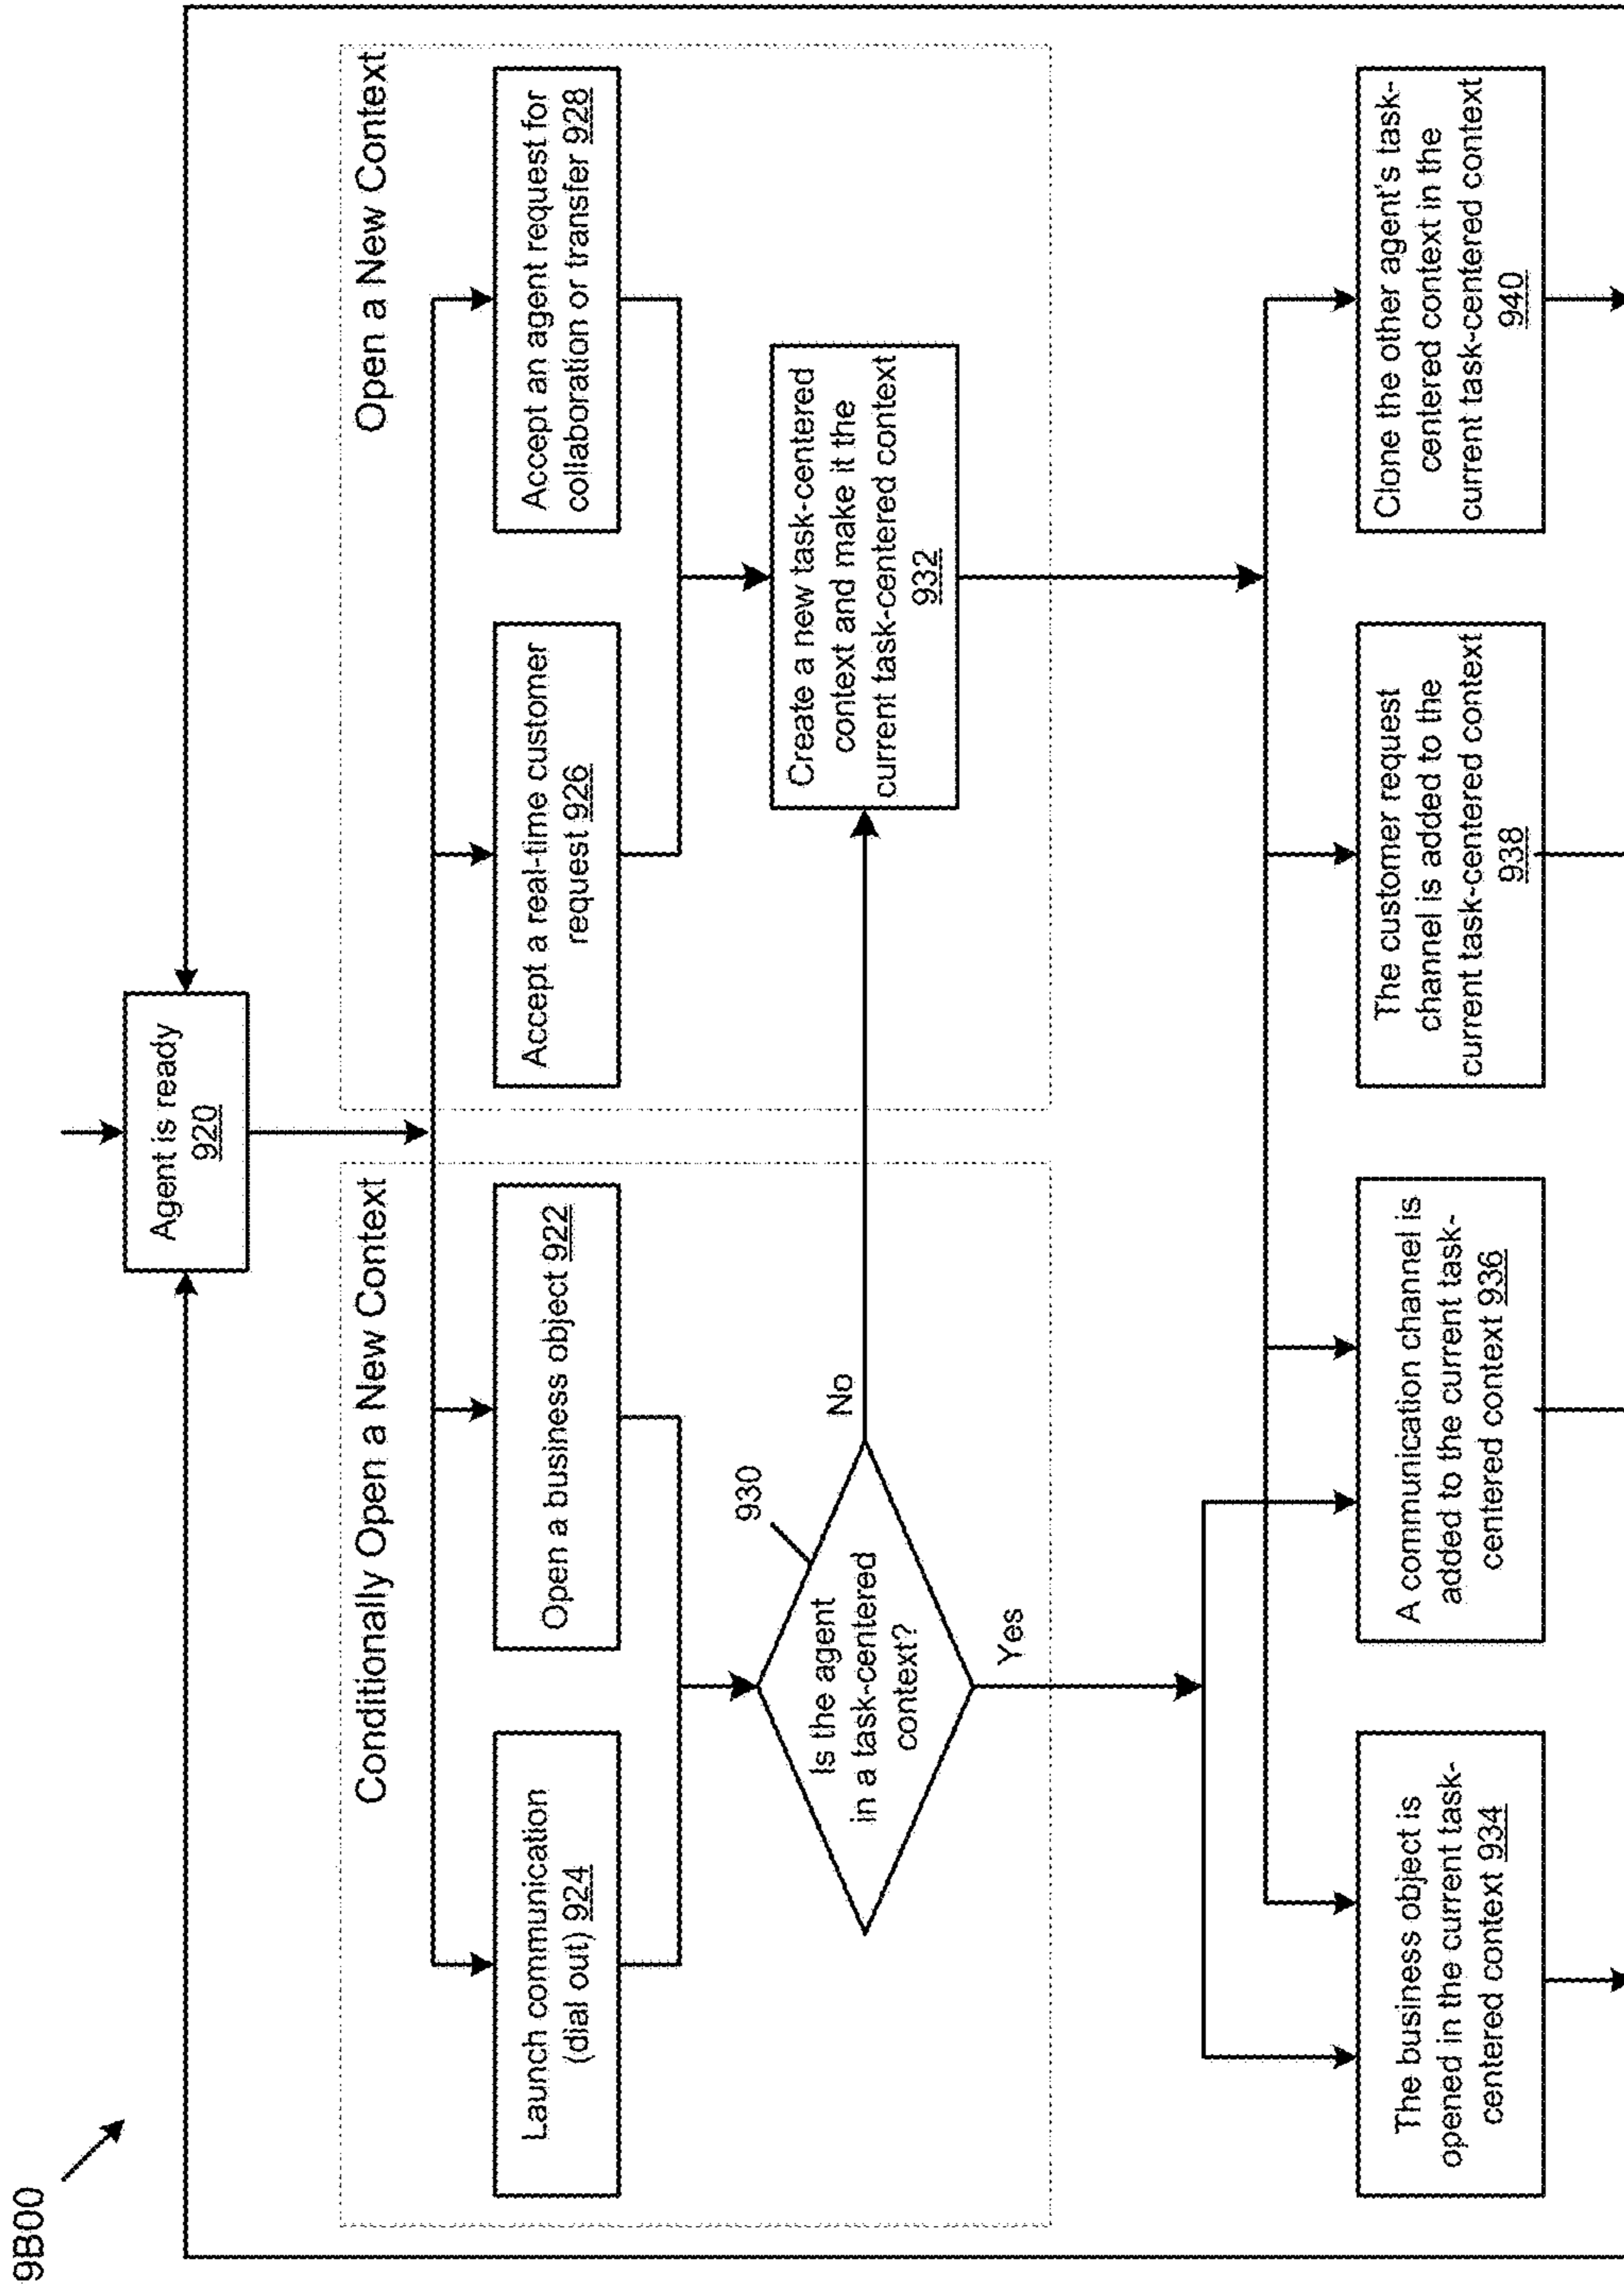 9B00
Agent is ready
920
Conditionally Open a New Context
Open a New Context
Launch communication
(dial out) 924
Open a business object 922
Accept a real-time customer
request 926
Accept an agent request for
collaboration or transfer 928
930
Is the agent
in a task-centered
context?
No
Yes
Create a new task-centered
context and make it the
current task-centered context
932
The business object is
opened in the current task-
centered context 934
A communication channel is
added to the current task-
centered context 936
The customer request
channel is added to the
current task-centered context
938
Clone the other agent's task-
centered context in the
current task-centered context
940